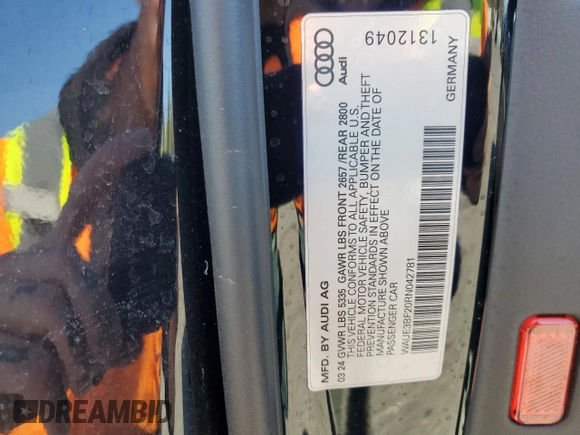 MFD. BY AUDI AG
03 24 GVWR LBS 5335 GAWR LBS FRONT 2657 /REAR 2800
THIS VEHICLE CONFORMS TO ALL APPLICABLE U.S.
FEDERAL MOTOR VEHICLE SAFETY, BUMPER AND THEFT
PREVENTION STANDARDS IN EFFECT ON THE DATE OF
MANUFACTURE SHOWN ABOVE
PASSENGER CAR
WAUE3BF20RN042781
Audi
1312049
GERMANY
DREAMBID